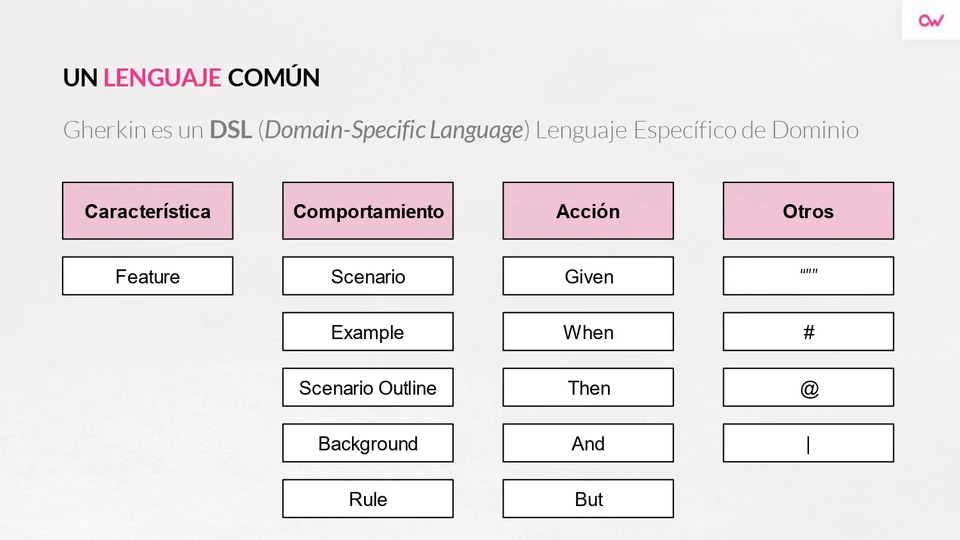 OW
UN LENGUAJE COMÚN
Gherkin es un DSL (Domain-Specific Language) Lenguaje Específico de Dominio
Característica
Feature
Comportamiento
Scenario
Example
Scenario Outline
Background
Rule
Acción
Given
When
Then
And
But
Otros
“””
#
@
|